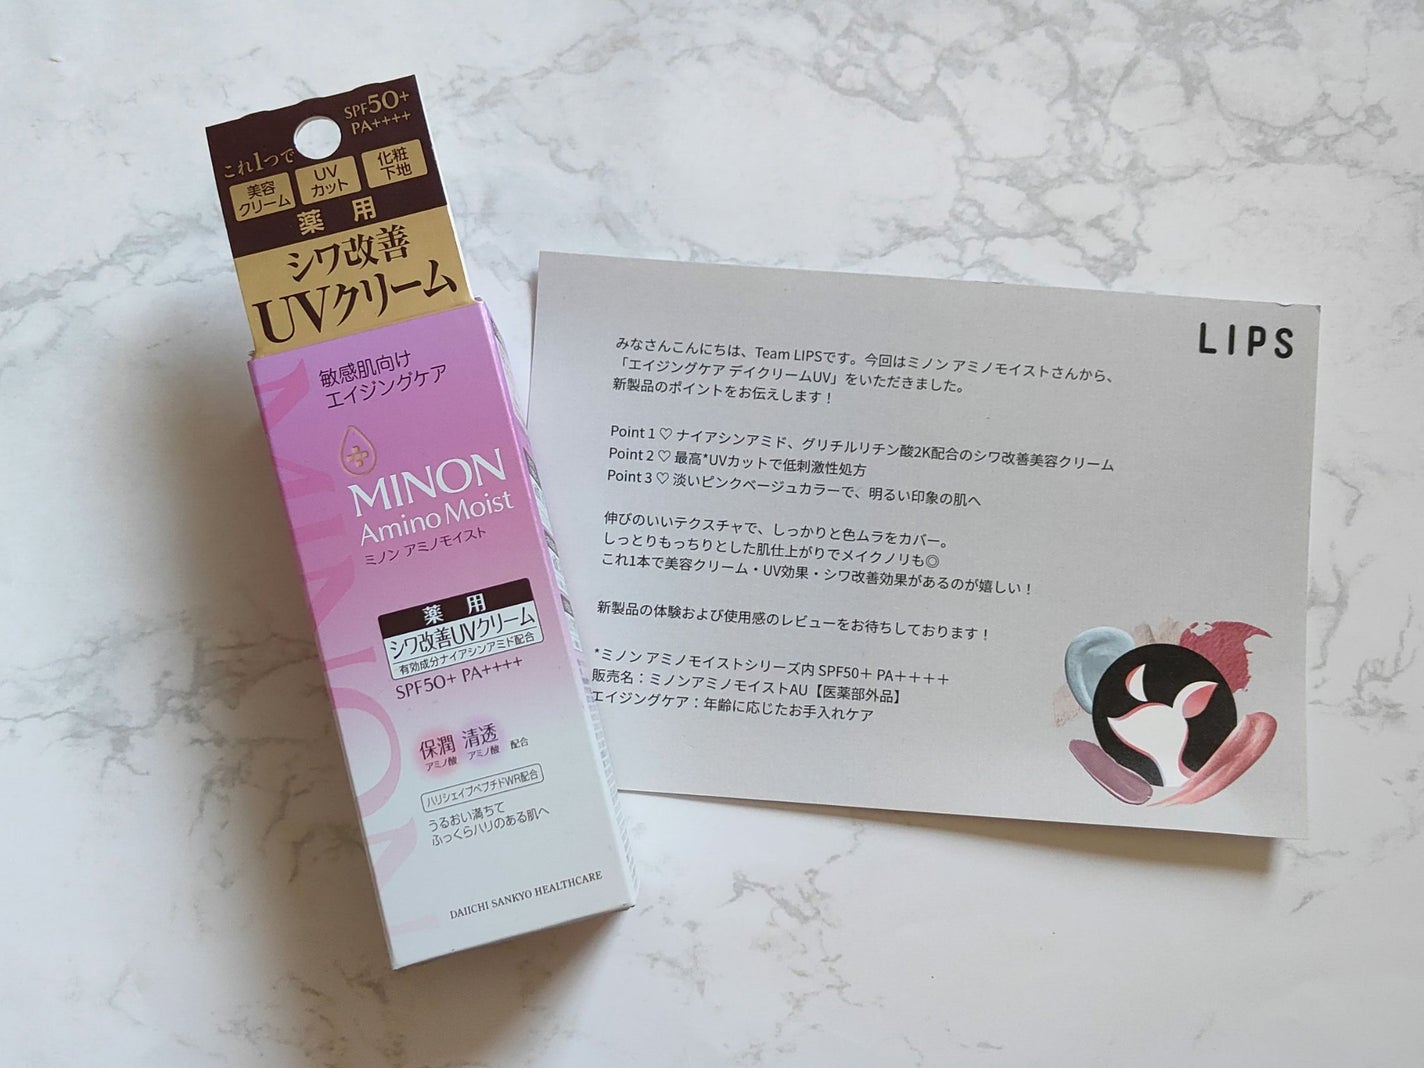 SPF50+
PA++++
これ1つで
美容
クリーム
UV
カット
化粧
下地
薬用
シワ改善
UVクリーム
敏感肌向け
エイジングケア
MINON
Amino Moist
ミノン アミノモイスト
薬用
シワ改善UVクリーム
有効成分ナイアシンアミド配合
SPF50+ PA++++
保潤 清透
アミノ酸 アミノ酸 配合
ハリシェイプペプチドWR配合
うるおい満ちて
ふっくらハリのある肌へ
DAIICHI SANKYO HEALTHCARE
MINON
LIPS
みなさんこんにちは、Team LIPSです。今回はミノン アミノモイストさんから、
「エイジングケア デイクリームUV」をいただきました。
新製品のポイントをお伝えします！
Point 1 ♡ ナイアシンアミド、グリチルリチン酸2K配合のシワ改善美容クリーム
Point 2 ♡ 最高*UVカットで低刺激性処方
Point 3 ♡ 淡いピンクベージュカラーで、明るい印象の肌へ
伸びのいいテクスチャで、しっかりと色ムラをカバー。
しっとりもっちりとした肌仕上がりでメイクノリも◎
これ1本で美容クリーム・UV効果・シワ改善効果があるのが嬉しい！
新製品の体験および使用感のレビューをお待ちしております！
*ミノン アミノモイストシリーズ内 SPF50＋ PA＋＋＋＋
販売名：ミノンアミノモイストAU【医薬部外品】
エイジングケア：年齢に応じたお手入れケア